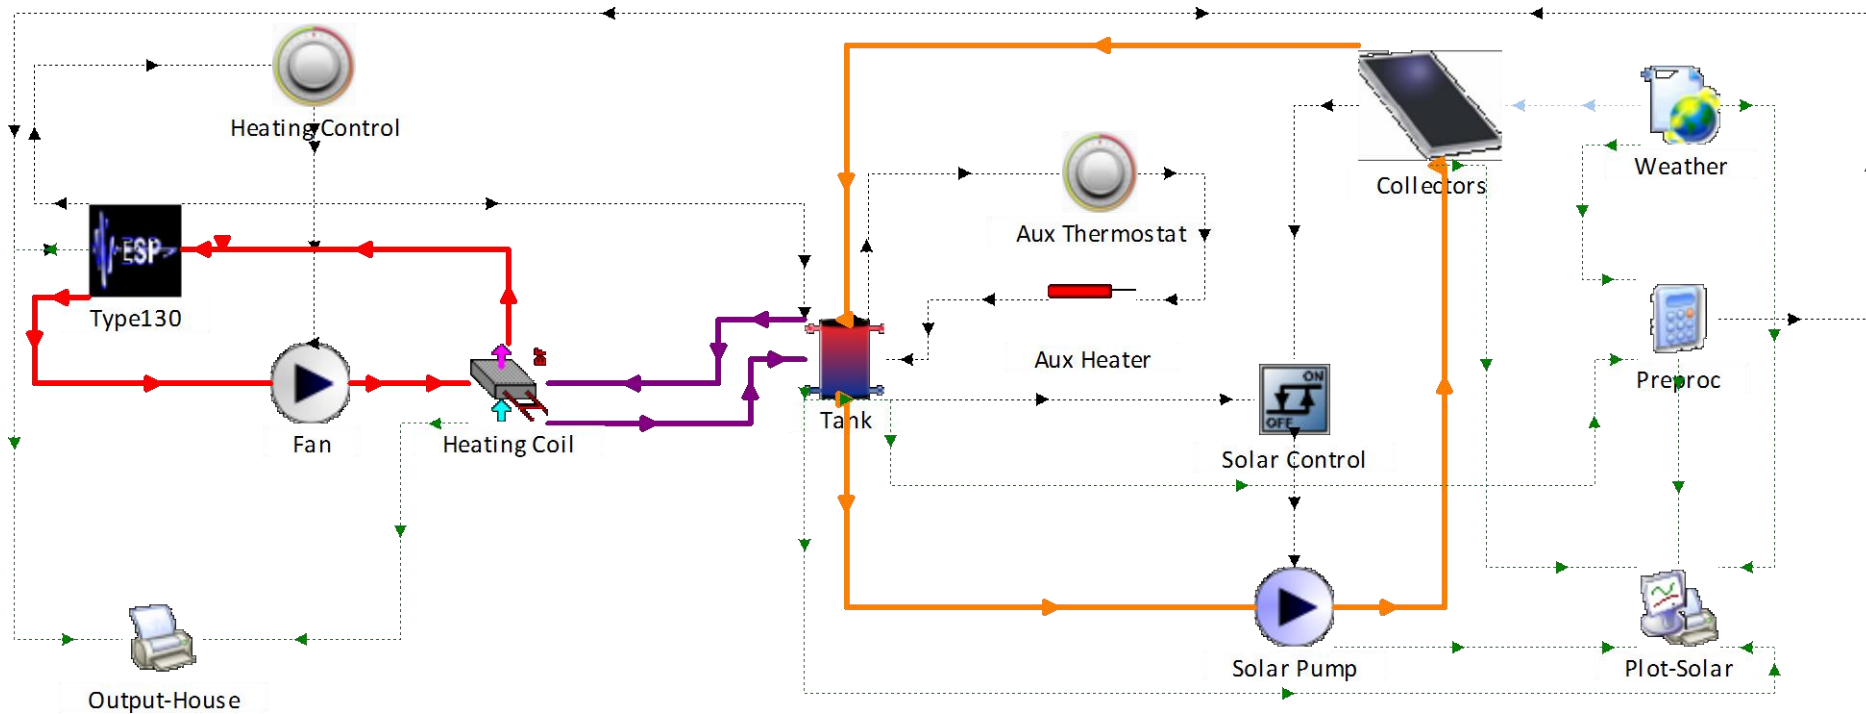 Heating Control
Weather
Collectors
Aux Thermostat
ESP-r
Type130
Aux Heater
Preproc
ON
OFF
Tank
Fan
Heating Coil
Solar Control
Solar Pump
Plot-Solar
Output-House